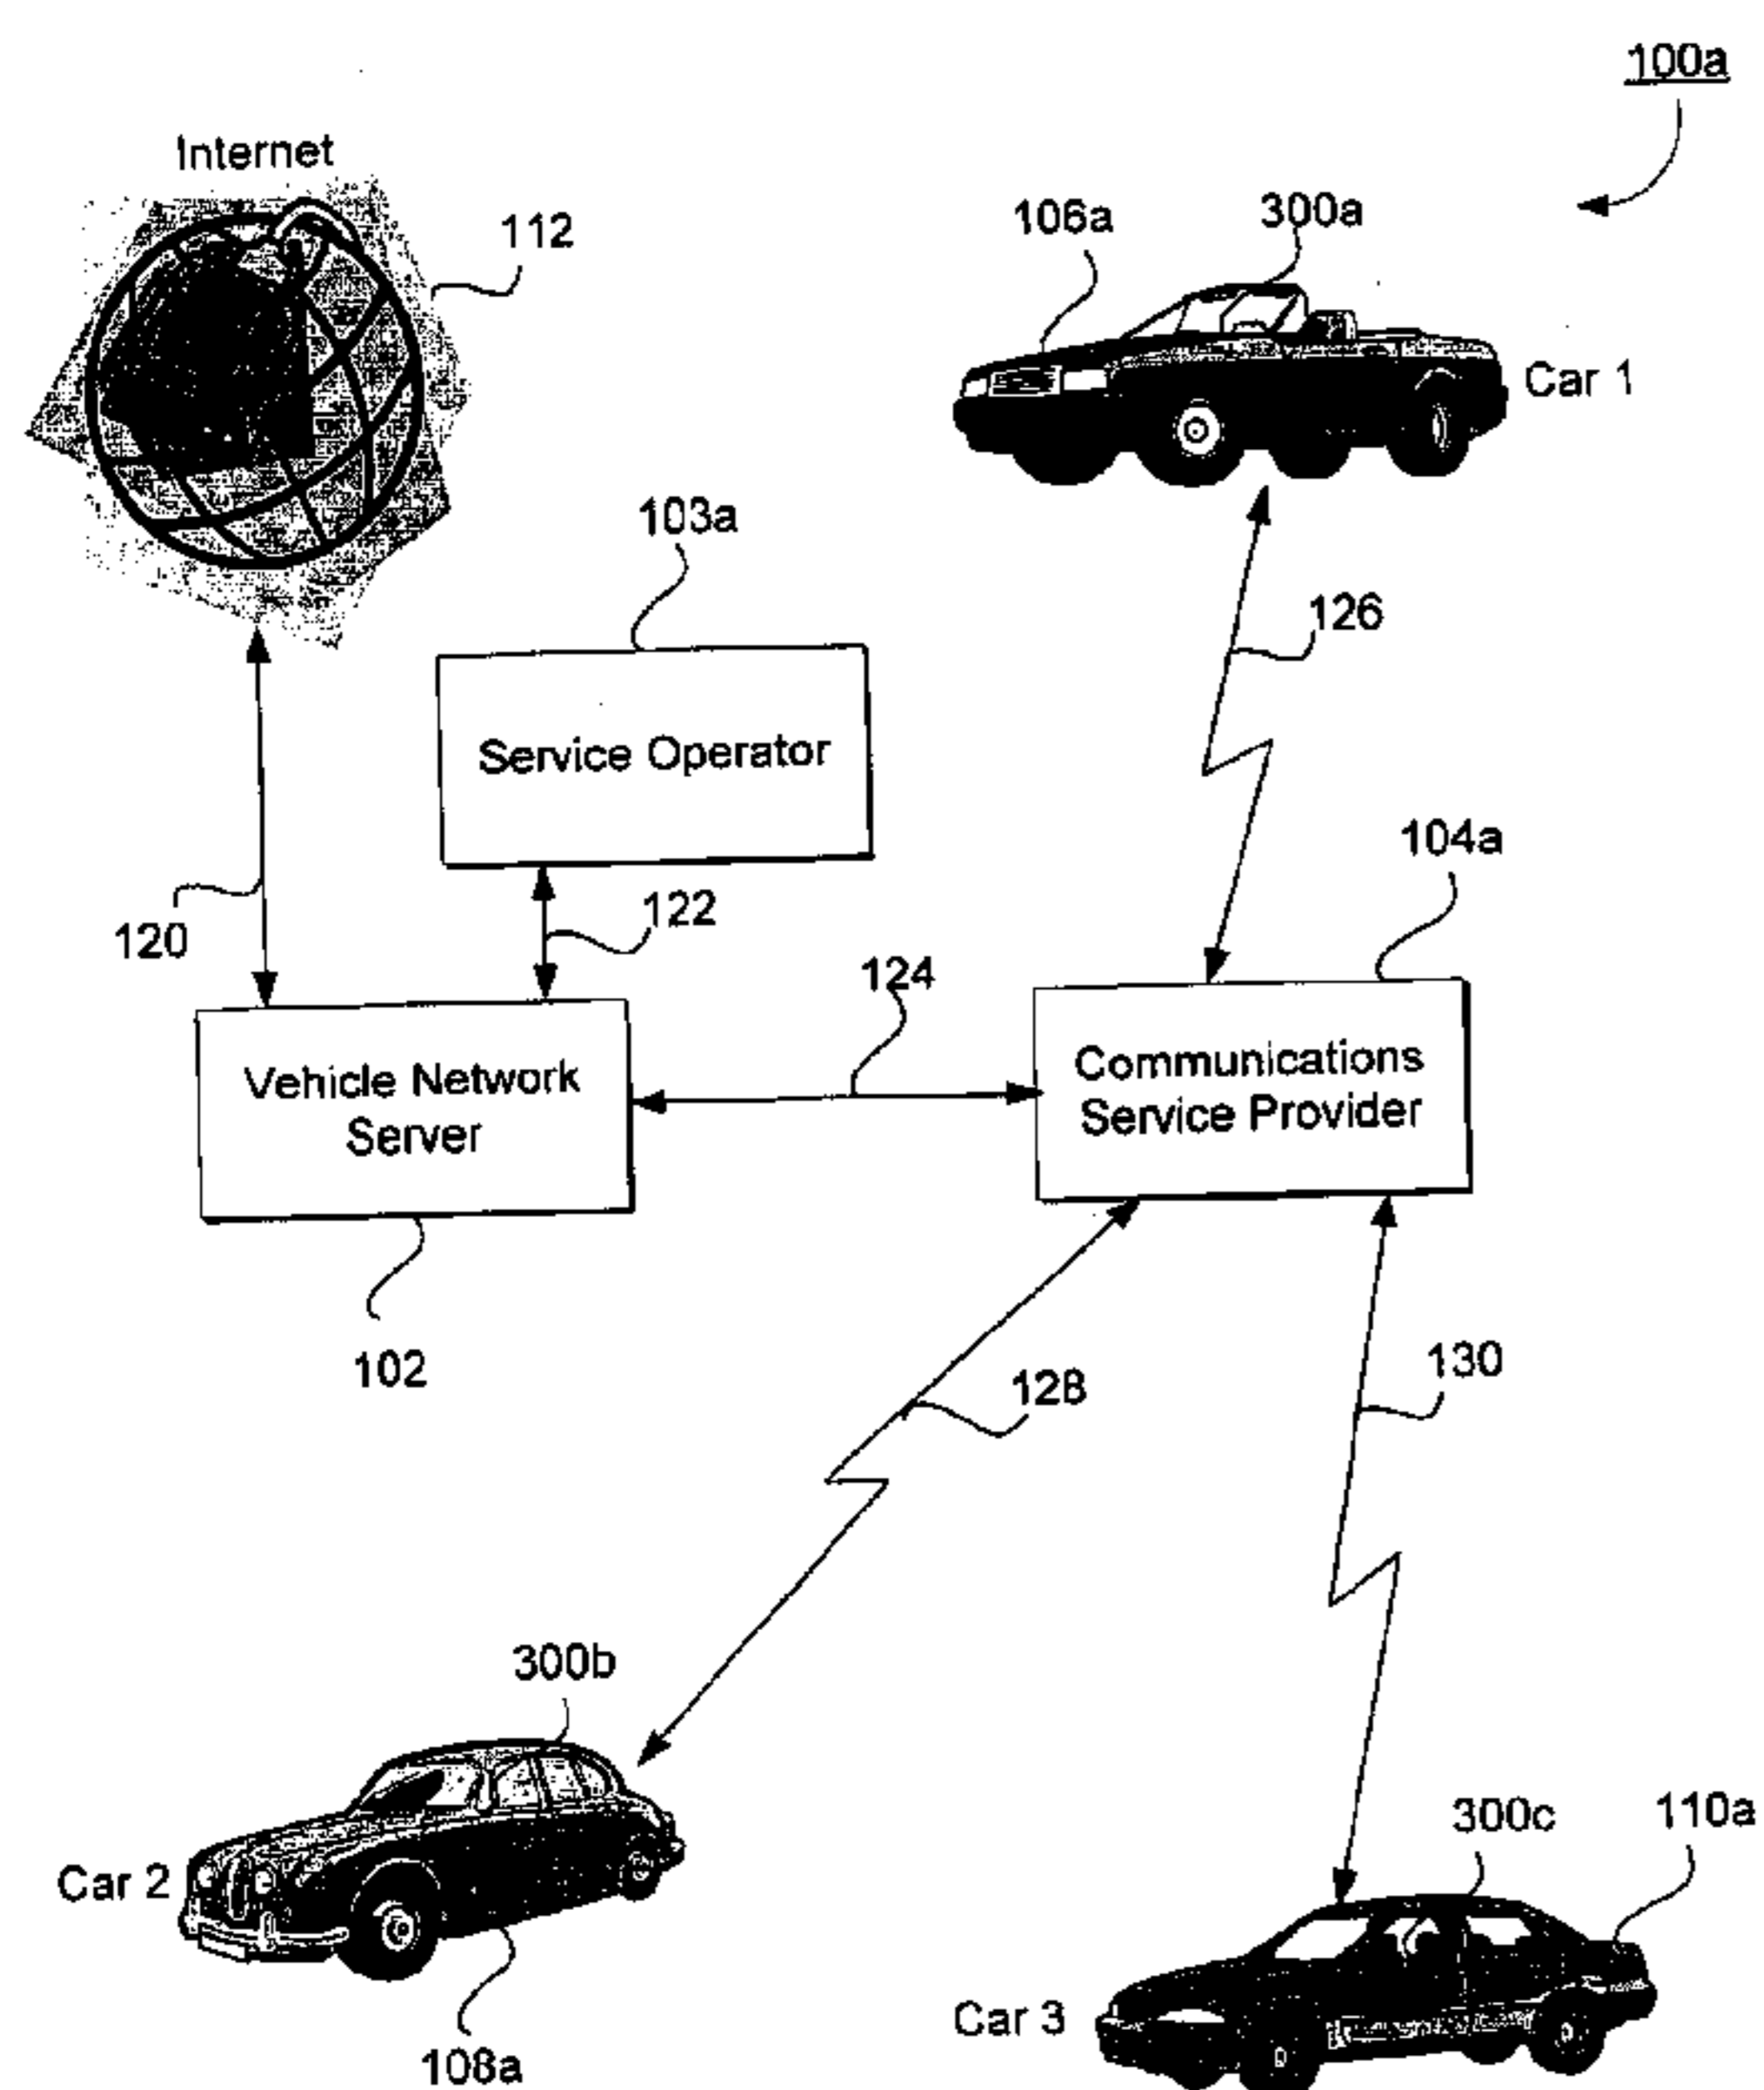 100a
Internet
112
106a
300a
Car 1
103a
126
Service Operator
104a
120
122
124
Vehicle Network
Server
Communications
Service Provider
102
128
130
300b
300c
110a
Car 2
Car 3
108a